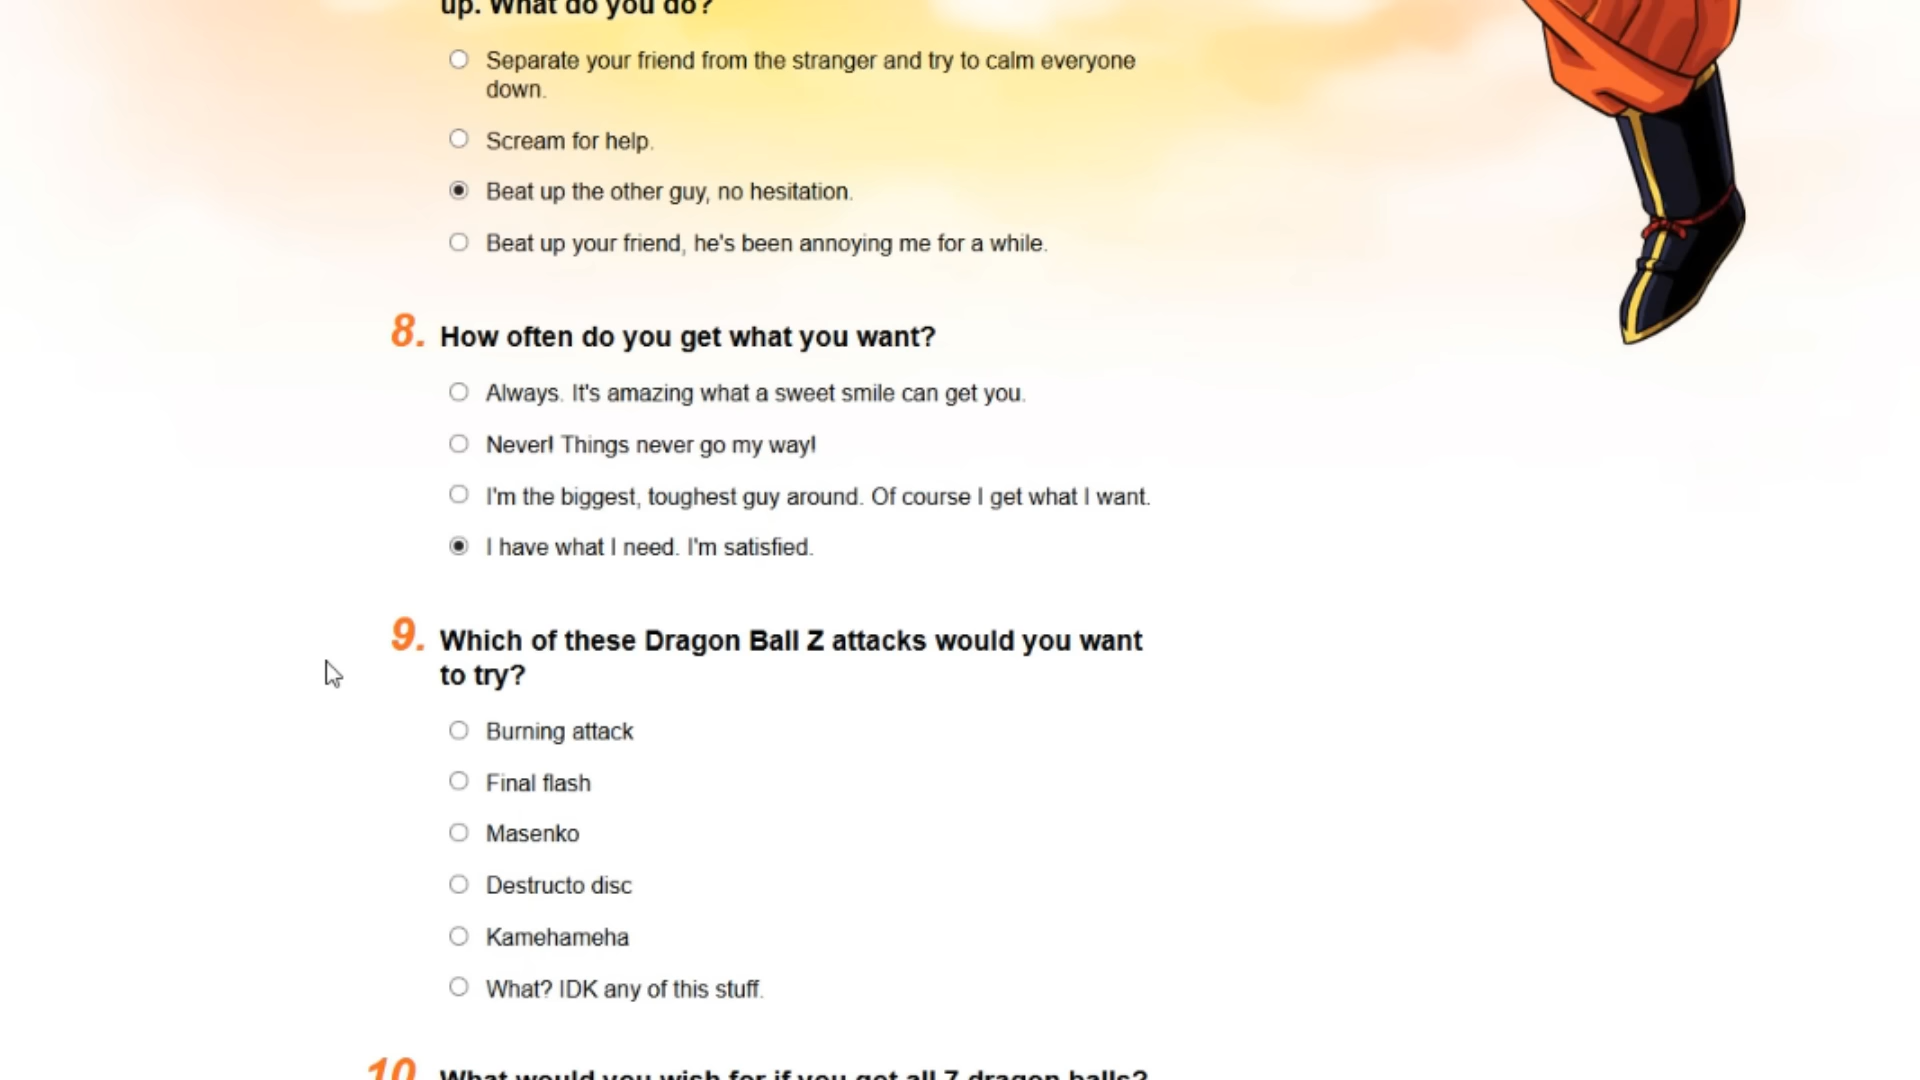 up. What do you do?
Separate your friend from the stranger and try to calm everyone
down.
Scream for help.
Beat up the other guy, no hesitation.
Beat up your friend, he's been annoying me for a while.
8. How often do you get what you want?
Always. It's amazing what a sweet smile can get you.
Never! Things never go my way!
I'm the biggest, toughest guy around. Of course I get what I want.
I have what I need. I'm satisfied.
9. Which of these Dragon Ball Z attacks would you want
to try?
Burning attack
Final flash
Masenko
Destructo disc
Kamehameha
What? IDK any of this stuff.
10. What would you wish for if you got all 7 dragon balls?